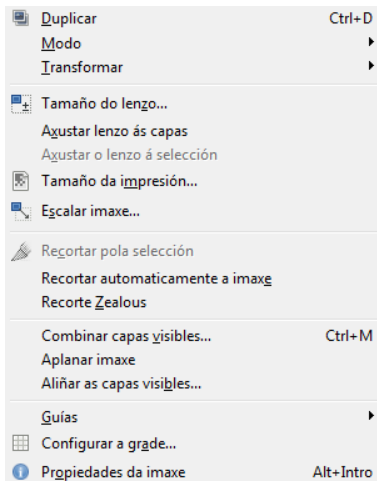 Duplicar Ctrl+D
Modo
Transformar
Tamaño do lenzo...
Axustar lenzo ás capas
Axustar o lenzo á selección
Tamaño da impresión...
Escalar imaxe...
Recortar pola selección
Recortar automaticamente a imaxe
Recorte Zealous
Combinar capas visibles... Ctrl+M
Aplanar imaxe
Aliñar as capas visibles...
Guías
Configurar a grade...
Propiedades da imaxe Alt+Intro